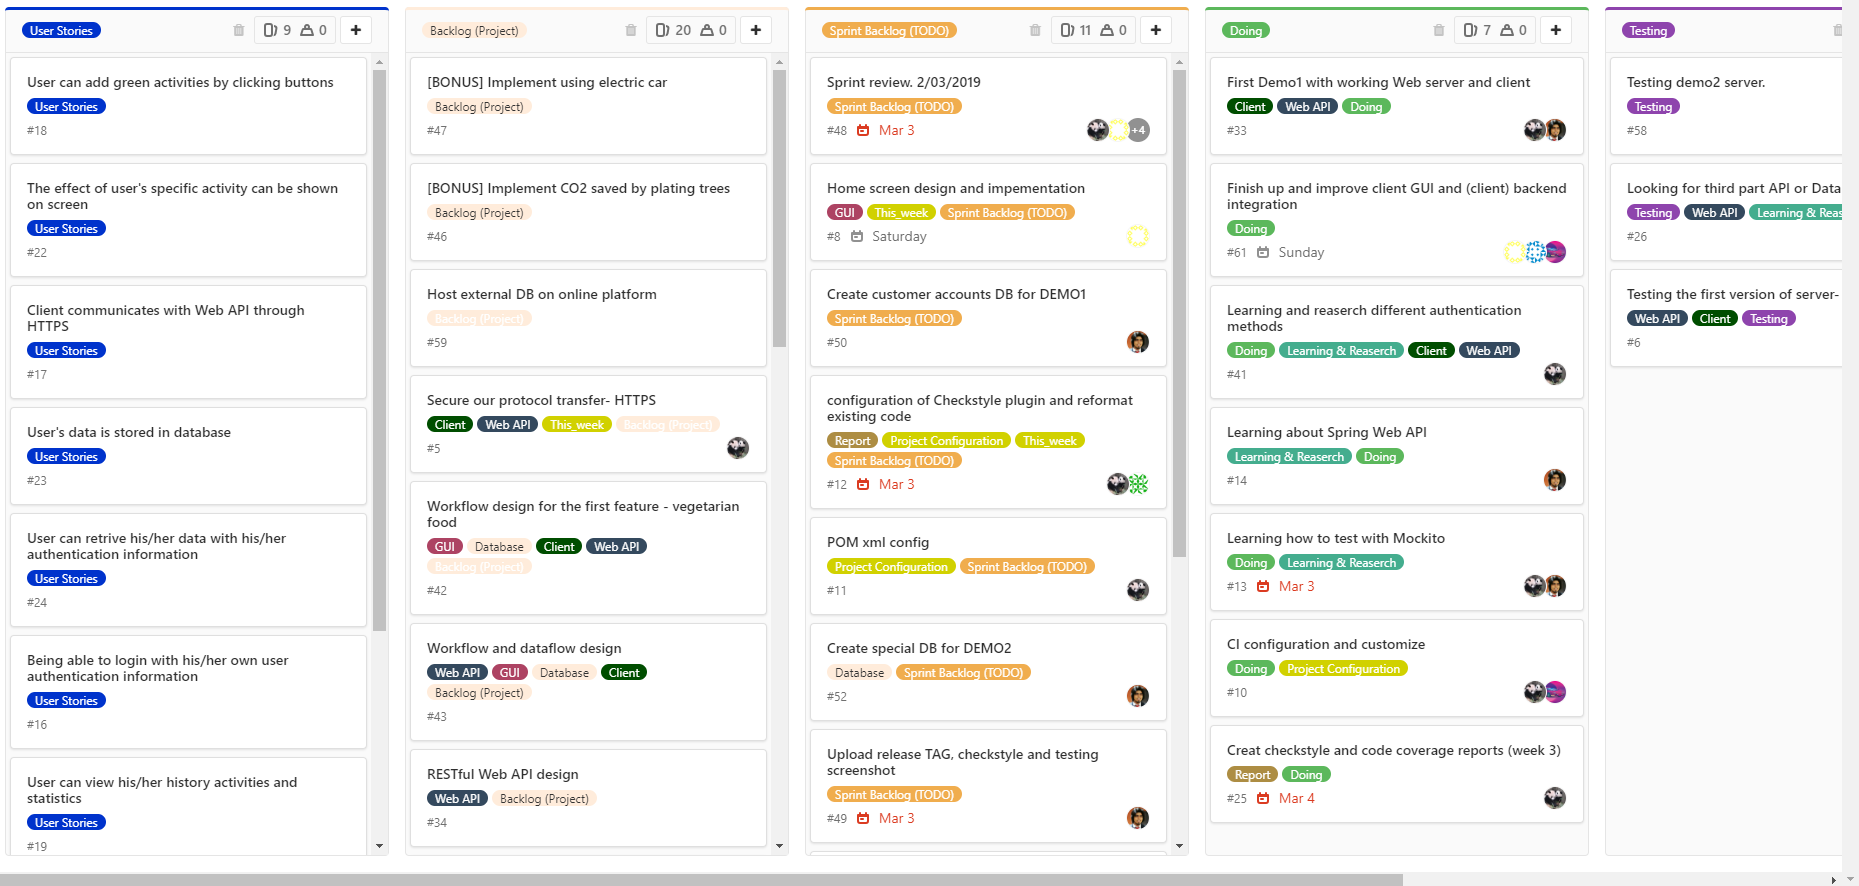 User Stories
9 0
User can add green activities by clicking buttons
User Stories
#18
The effect of user's specific activity can be shown
on screen
User Stories
#22
Client communicates with Web API through
HTTPS
User Stories
#17
User's data is stored in database
User Stories
#23
User can retrive his/her data with his/her
authentication information
User Stories
#24
Being able to login with his/her own user
authentication information
User Stories
#16
User can view his/her history activities and
statistics
User Stories
#19
Backlog (Project)
20 0
[BONUS] Implement using electric car
Backlog (Project)
#47
[BONUS] Implement CO2 saved by plating trees
Backlog (Project)
#46
Host external DB on online platform
Backlog (Project)
#59
Secure our protocol transfer- HTTPS
Client Web API This_week Backlog (Project)
#5
Workflow design for the first feature - vegetarian
food
GUI Database Client Web API
Backlog (Project)
#42
Workflow and dataflow design
Web API GUI Database Client
Backlog (Project)
#43
RESTful Web API design
Web API Backlog (Project)
#34
Sprint Backlog (TODO)
11 0
Sprint review. 2/03/2019
Sprint Backlog (TODO)
#48 Mar 3 +4
Home screen design and impementation
GUI This_week Sprint Backlog (TODO)
#8 Saturday
Create customer accounts DB for DEMO1
Sprint Backlog (TODO)
#50
configuration of Checkstyle plugin and reformat
existing code
Report Project Configuration This_week
Sprint Backlog (TODO)
#12 Mar 3
POM xml config
Project Configuration Sprint Backlog (TODO)
#11
Create special DB for DEMO2
Database Sprint Backlog (TODO)
#52
Upload release TAG, checkstyle and testing
screenshot
Sprint Backlog (TODO)
#49 Mar 3
Doing
7 0
First Demo1 with working Web server and client
Client Web API Doing
#33
Finish up and improve client GUI and (client) backend
integration
Doing
#61 Sunday
Learning and reaserch different authentication
methods
Doing Learning & Reaserch Client Web API
#41
Learning about Spring Web API
Learning & Reaserch Doing
#14
Learning how to test with Mockito
Doing Learning & Reaserch
#13 Mar 3
CI configuration and customize
Doing Project Configuration
#10
Creat checkstyle and code coverage reports (week 3)
Report Doing
#25 Mar 4
Testing
Testing demo2 server.
Testing
#58
Looking for third part API or Data
Testing Web API Learning & Reas
#26
Testing the first version of server-
Web API Client Testing
#6